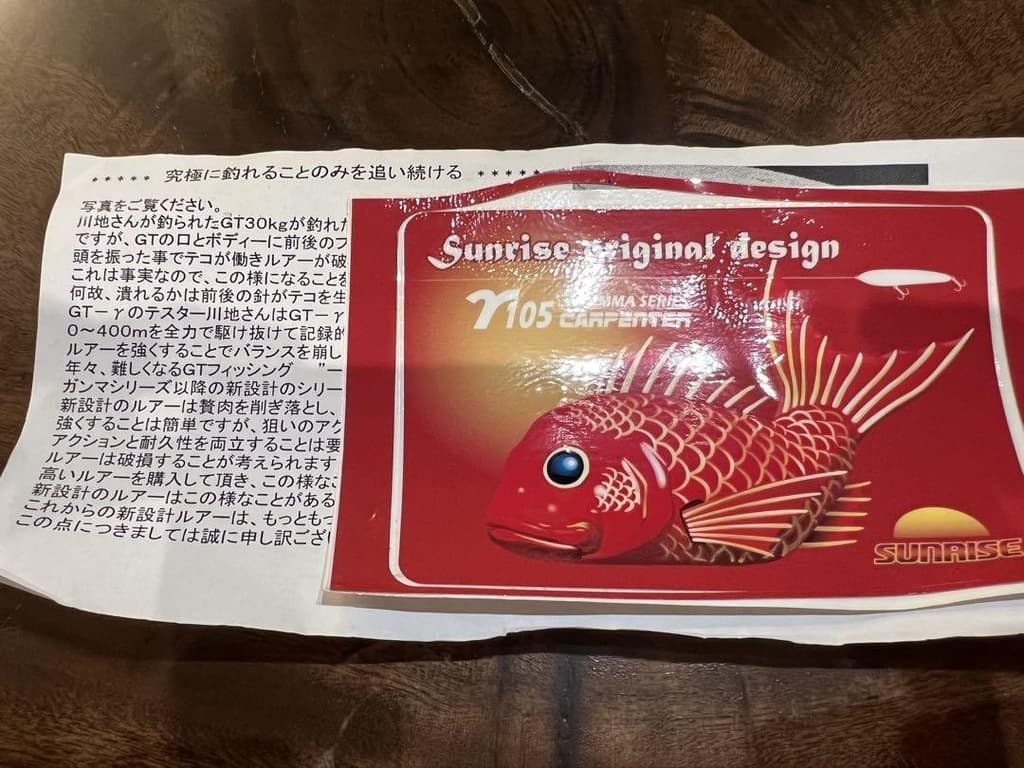 ***** 究極に釣れることのみを追い続ける *****
写真をご覧ください。
川地さんが釣られたGT30kgが釣れた
ですが、GTの口とボディーに前後のフ
頭を振った事でテコが働きルアーが破
これは事実なので、この様になることを
何故、潰れるかは前後の針がテコを生
GT-γのテスター川地さんはGT-γ
0~400mを全力で駆け抜けて記録的
ルアーを強くすることでバランスを崩し
年々、難しくなるGTフィッシング "一
ガンマシリーズ以降の新設計のシリー
新設計のルアーは贅肉を削ぎ落とし、
強くすることは簡単ですが、狙いのアク
アクションと耐久性を両立することは要
ルアーは破損することが考えられます
高いルアーを購入して頂き、この様なこ
新設計のルアーはこの様なことがある
これからの新設計ルアーは、もっともっ
この点につきましては誠に申し訳ござい
Sunrise original design
γ105 GAMMA SERIES
CARPENTER
SUNRISE